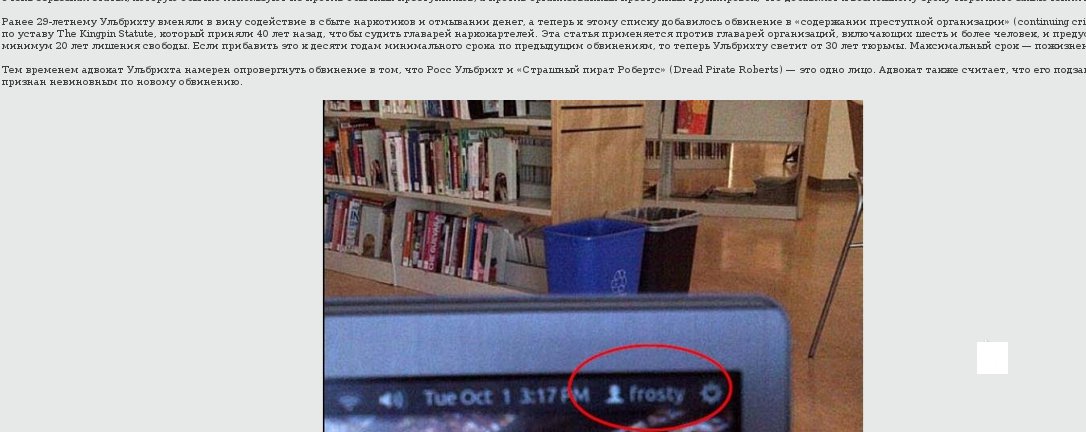 Ранее 29-летнему Ульбрихту вменяли в вину содействие в сбыте наркотиков и отмывании денег, а теперь к этому списку добавилось обвинение в «содержании преступной организации» (continuing
по уставу The Kingpin Statute, который приняли 40 лет назад, чтобы судить главарей наркокартелей. Эта статья применяется против главарей организаций, включающих шесть и более человек, и
минимум 20 лет лишения свободы. Если прибавить это к десяти годам минимального срока по предыдущим обвинениям, то теперь Ульбрихту светит от 30 лет тюрьмы. Максимальный срок —
Тем временем адвокат Ульбрихта намерен опровергнуть обвинение в том, что Росс Ульбрихт и «Страшный пират Робертс» (Dread Pirate Roberts) — это одно лицо. Адвокат также считает, что его
признан невиновным по новому обвинению.
Tue Oct 1 3:17 PM frosty